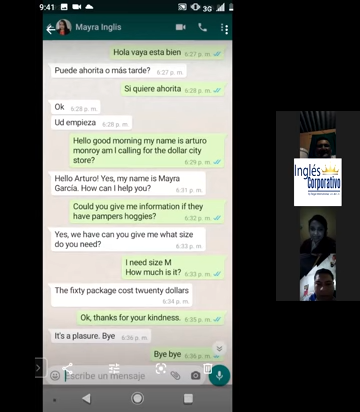 9:41
3G
Mayra Inglis
Hola vaya esta bien
6:27 p. m.
Puede ahorita o más tarde?
6:27 p. m.
Si quiere ahorita
6:28 p. m.
Ok
6:28 p. m.
Ud empieza
6:28 p. m.
Hello good morning my name is arturo
monroy am I calling for the dollar city
store?
6:29 p. m.
Hello Arturo! Yes, my name is Mayra
García. How can I help you?
6:31 p. m.
Could you give me information if they
have pampers hoggies?
6:32 p. m.
Yes, we have can you give me what size
do you need?
6:33 p. m.
I need size M
How much is it?
6:33 p. m.
The fixty package cost twuenty dollars
6:34 p. m.
Ok, thanks for your kindness.
6:35 p. m.
It's a plasure. Bye
6:36 p. m.
Bye bye
6:36 p. m.
Escribe un mensaje
Inglés
Corporativo